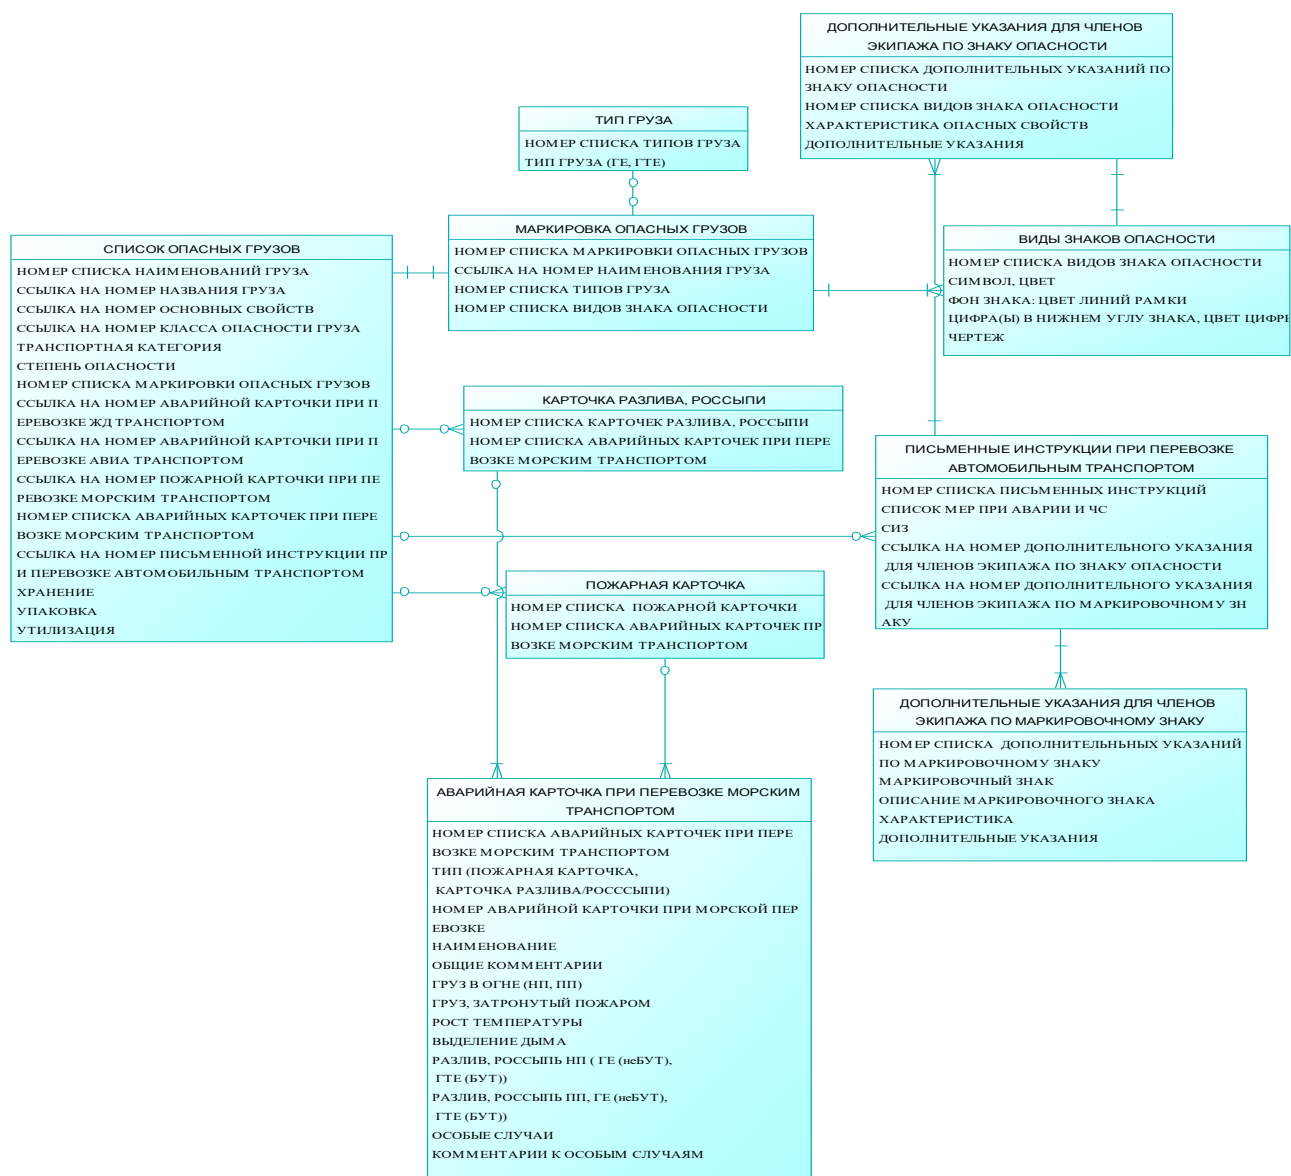 ДОПОЛНИТЕЛЬНЫЕ УКАЗАНИЯ ДЛЯ ЧЛЕНОВ
ЭКИПАЖА ПО ЗНАКУ ОПАСНОСТИ
НОМЕР СПИСКА ДОПОЛНИТЕЛЬНЫХ УКАЗАНИЙ ПО
ЗНАКУ ОПАСНОСТИ
НОМЕР СПИСКА ВИДОВ ЗНАКА ОПАСНОСТИ
ХАРАКТЕРИСТИКА ОПАСНЫХ СВОЙСТВ
ДОПОЛНИТЕЛЬНЫЕ УКАЗАНИЯ
ТИП ГРУЗА
НОМЕР СПИСКА ТИПОВ ГРУЗА
ТИП ГРУЗА (ГЕ, ГТЕ)
МАРКИРОВКА ОПАСНЫХ ГРУЗОВ
НОМЕР СПИСКА МАРКИРОВКИ ОПАСНЫХ ГРУЗОВ
ССЫЛКА НА НОМЕР НАИМЕНОВАНИЯ ГРУЗА
НОМЕР СПИСКА ТИПОВ ГРУЗА
НОМЕР СПИСКА ВИДОВ ЗНАКА ОПАСНОСТИ
ВИДЫ ЗНАКОВ ОПАСНОСТИ
НОМЕР СПИСКА ВИДОВ ЗНАКА ОПАСНОСТИ
СИМВОЛ, ЦВЕТ
ФОН ЗНАКА: ЦВЕТ ЛИНИЙ РАМКИ
ЦИФРА(Ы) В НИЖНЕМ УГЛУ ЗНАКА, ЦВЕТ ЦИФРЫ
ЧЕРТЕЖ
СПИСОК ОПАСНЫХ ГРУЗОВ
НОМЕР СПИСКА НАИМЕНОВАНИЙ ГРУЗА
ССЫЛКА НА НОМЕР НАЗВАНИЯ ГРУЗА
ССЫЛКА НА НОМЕР ОСНОВНЫХ СВОЙСТВ
ССЫЛКА НА НОМЕР КЛАССА ОПАСНОСТИ ГРУЗА
ТРАНСПОРТНАЯ КАТЕГОРИЯ
СТЕПЕНЬ ОПАСНОСТИ
НОМЕР СПИСКА МАРКИРОВКИ ОПАСНЫХ ГРУЗОВ
ССЫЛКА НА НОМЕР АВАРИЙНОЙ КАРТОЧКИ ПРИ П
ЕРЕВОЗКЕ ЖД ТРАНСПОРТОМ
ССЫЛКА НА НОМЕР АВАРИЙНОЙ КАРТОЧКИ ПРИ П
ЕРЕВОЗКЕ АВИА ТРАНСПОРТОМ
ССЫЛКА НА НОМЕР ПОЖАРНОЙ КАРТОЧКИ ПРИ ПЕ
РЕВОЗКЕ МОРСКИМ ТРАНСПОРТОМ
НОМЕР СПИСКА АВАРИЙНЫХ КАРТОЧЕК ПРИ ПЕРЕ
ВОЗКЕ МОРСКИМ ТРАНСПОРТОМ
ССЫЛКА НА НОМЕР ПИСЬМЕННОЙ ИНСТРУКЦИИ ПР
И ПЕРЕВОЗКЕ АВТОМОБИЛЬНЫМ ТРАНСПОРТОМ
ХРАНЕНИЕ
УПАКОВКА
УТИЛИЗАЦИЯ
КАРТОЧКА РАЗЛИВА, РОССЫПИ
НОМЕР СПИСКА КАРТОЧЕК РАЗЛИВА, РОССЫПИ
НОМЕР СПИСКА АВАРИЙНЫХ КАРТОЧЕК ПРИ ПЕРЕ
ВОЗКЕ МОРСКИМ ТРАНСПОРТОМ
ПИСЬМЕННЫЕ ИНСТРУКЦИИ ПРИ ПЕРЕВОЗКЕ
АВТОМОБИЛЬНЫМ ТРАНСПОРТОМ
НОМЕР СПИСКА ПИСЬМЕННЫХ ИНСТРУКЦИЙ
СПИСОК МЕР ПРИ АВАРИИ И ЧС
СИЗ
ССЫЛКА НА НОМЕР ДОПОЛНИТЕЛЬНОГО УКАЗАНИЯ
ДЛЯ ЧЛЕНОВ ЭКИПАЖА ПО ЗНАКУ ОПАСНОСТИ
ССЫЛКА НА НОМЕР ДОПОЛНИТЕЛЬНОГО УКАЗАНИЯ
ДЛЯ ЧЛЕНОВ ЭКИПАЖА ПО МАРКИРОВОЧНОМУ ЗН
АКУ
ПОЖАРНАЯ КАРТОЧКА
НОМЕР СПИСКА ПОЖАРНОЙ КАРТОЧКИ
НОМЕР СПИСКА АВАРИЙНЫХ КАРТОЧЕК ПР
ВОЗКЕ МОРСКИМ ТРАНСПОРТОМ
ДОПОЛНИТЕЛЬНЫЕ УКАЗАНИЯ ДЛЯ ЧЛЕНОВ
ЭКИПАЖА ПО МАРКИРОВОЧНОМУ ЗНАКУ
НОМЕР СПИСКА ДОПОЛНИТЕЛЬНЬНЫХ УКАЗАНИЙ
ПО МАРКИРОВОЧНОМУ ЗНАКУ
МАРКИРОВОЧНЫЙ ЗНАК
ОПИСАНИЕ МАРКИРОВОЧНОГО ЗНАКА
ХАРАКТЕРИСТИКА
ДОПОЛНИТЕЛЬНЫЕ УКАЗАНИЯ
АВАРИЙНАЯ КАРТОЧКА ПРИ ПЕРЕВОЗКЕ МОРСКИМ
ТРАНСПОРТОМ
НОМЕР СПИСКА АВАРИЙНЫХ КАРТОЧЕК ПРИ ПЕРЕ
ВОЗКЕ МОРСКИМ ТРАНСПОРТОМ
ТИП (ПОЖАРНАЯ КАРТОЧКА,
КАРТОЧКА РАЗЛИВА/РОСССЫПИ)
НОМЕР АВАРИЙНОЙ КАРТОЧКИ ПРИ МОРСКОЙ ПЕР
ЕВОЗКЕ
НАИМЕНОВАНИЕ
ОБЩИЕ КОММЕНТАРИИ
ГРУЗ В ОГНЕ (НП, ПП)
ГРУЗ, ЗАТРОНУТЫЙ ПОЖАРОМ
РОСТ ТЕМПЕРАТУРЫ
ВЫДЕЛЕНИЕ ДЫМА
РАЗЛИВ, РОССЫПЬ НП ( ГЕ (неБУТ),
ГТЕ (БУТ))
РАЗЛИВ, РОССЫПЬ ПП, ГЕ (неБУТ),
ГТЕ (БУТ))
ОСОБЫЕ СЛУЧАИ
КОММЕНТАРИИ К ОСОБЫМ СЛУЧАЯМ